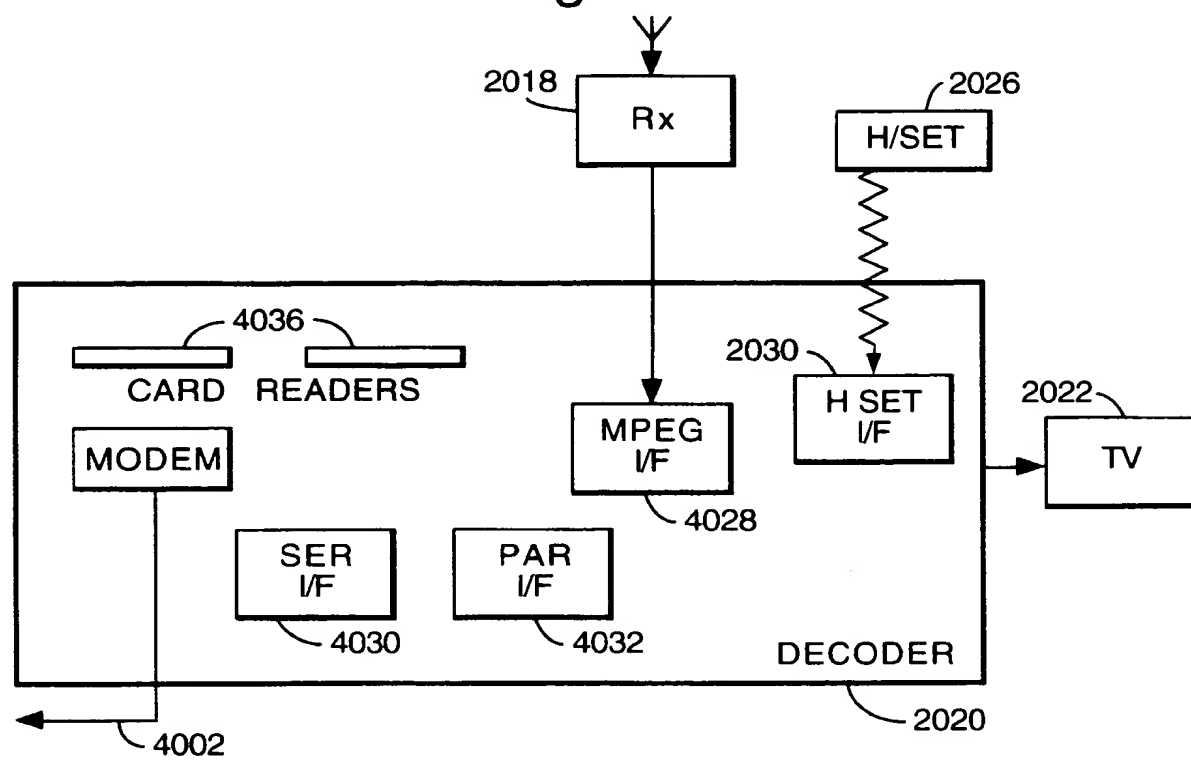 2018
Rx
2026
H/SET
4036
CARD READERS
2030
H SET
I/F
2022
TV
MODEM
MPEG
I/F
4028
SER
I/F
4030
PAR
I/F
4032
DECODER
2020
4002